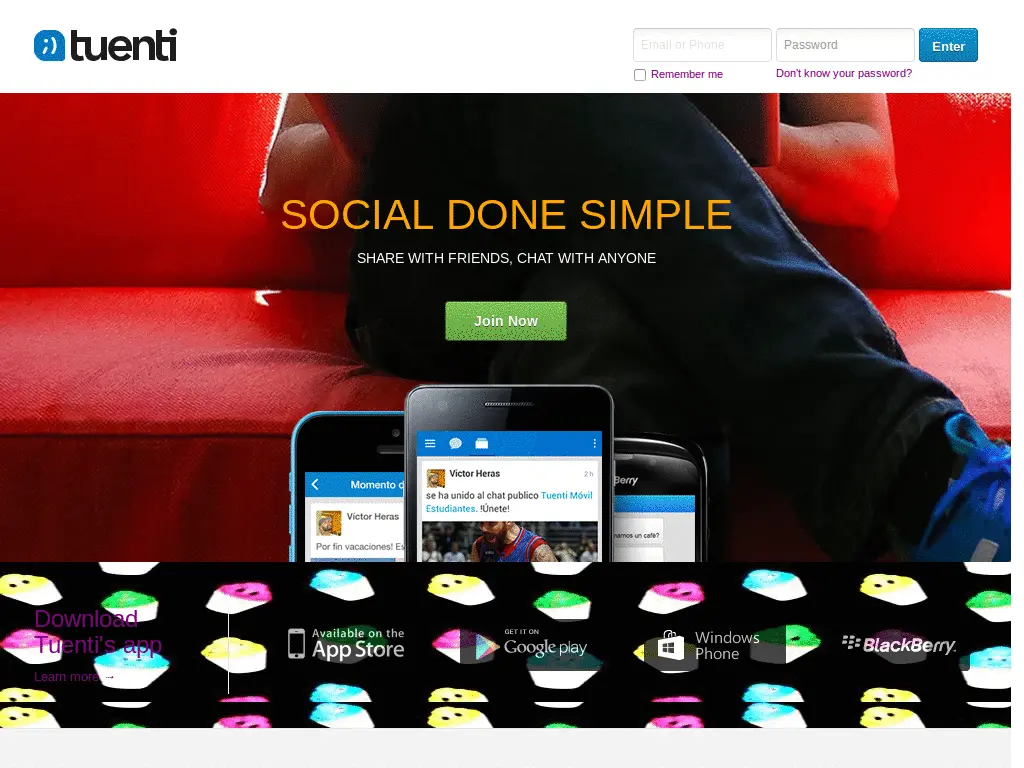 ;) tuenti
Email or Phone
Password
Enter
Remember me
Don't know your password?
SOCIAL DONE SIMPLE
SHARE WITH FRIENDS, CHAT WITH ANYONE
Join Now
Momento d
Víctor Heras
Por fin vacaciones! Es
Víctor Heras
2 h
se ha unido al chat publico Tuenti Móvil
Estudiantes. !Únete!
Berry
namos un café?
Download
Tuenti's app
Learn more →
Available on the
App Store
GET IT ON
Google play
Windows
Phone
BlackBerry.